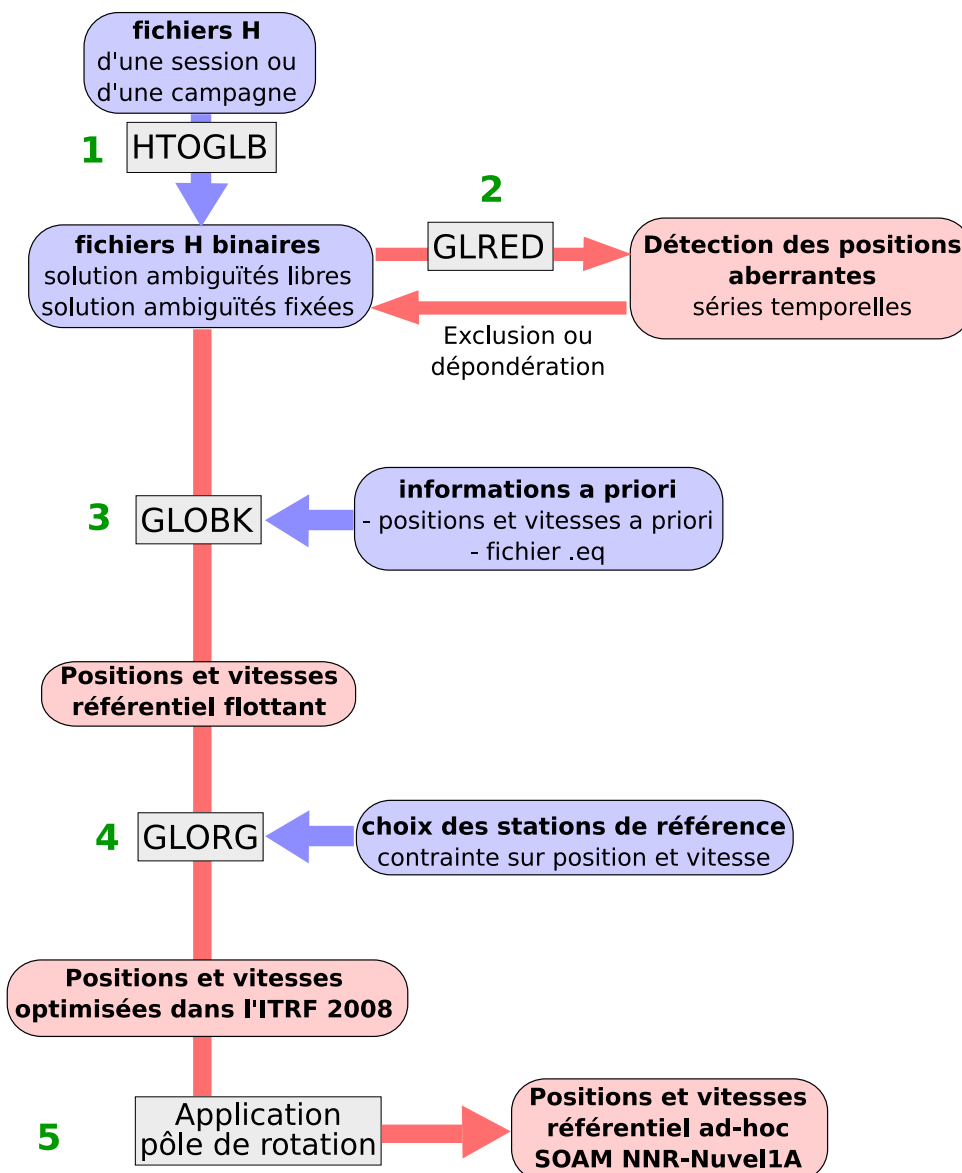 fichiers H
d'une session ou
d'une campagne
1
HTOGLB
2
fichiers H binaires
solution ambiguïtés libres
solution ambiguïtés fixées
GLRED
Détection des positions
aberrantes
séries temporelles
Exclusion ou
dépondération
3
GLOBK
informations a priori
- positions et vitesses a priori
- fichier .eq
Positions et vitesses
référentiel flottant
4
GLORG
choix des stations de référence
contrainte sur position et vitesse
Positions et vitesses
optimisées dans l'ITRF 2008
5
Application
pôle de rotation
Positions et vitesses
référentiel ad-hoc
SOAM NNR-Nuvel1A